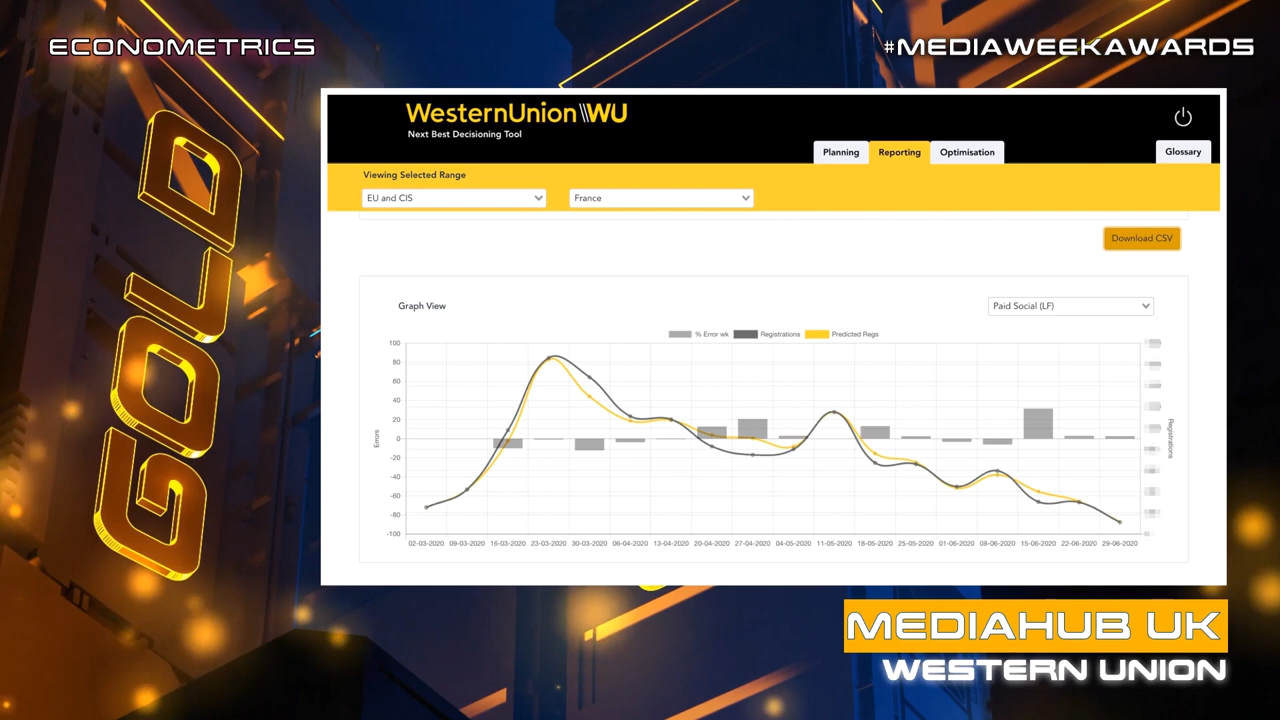 ECONOMETRICS
#MEDIAWEEKAWARDS
GOLD
WesternUnion\\WU
Next Best Decisioning Tool
Planning
Reporting
Optimisation
Glossary
Viewing Selected Range
EU and CIS
France
Download CSV
Graph View
Paid Social (LF)
% Error wk
Registrations
Predicted Regs
100
80
60
40
20
0
-20
-40
-60
-80
-100
Errors
Registrations
02-03-2020 09-03-2020 16-03-2020 23-03-2020 30-03-2020 06-04-2020 13-04-2020 20-04-2020 27-04-2020 04-05-2020 11-05-2020 18-05-2020 25-05-2020 01-06-2020 08-06-2020 15-06-2020 22-06-2020 29-06-2020
MEDIAHUB UK
WESTERN UNION